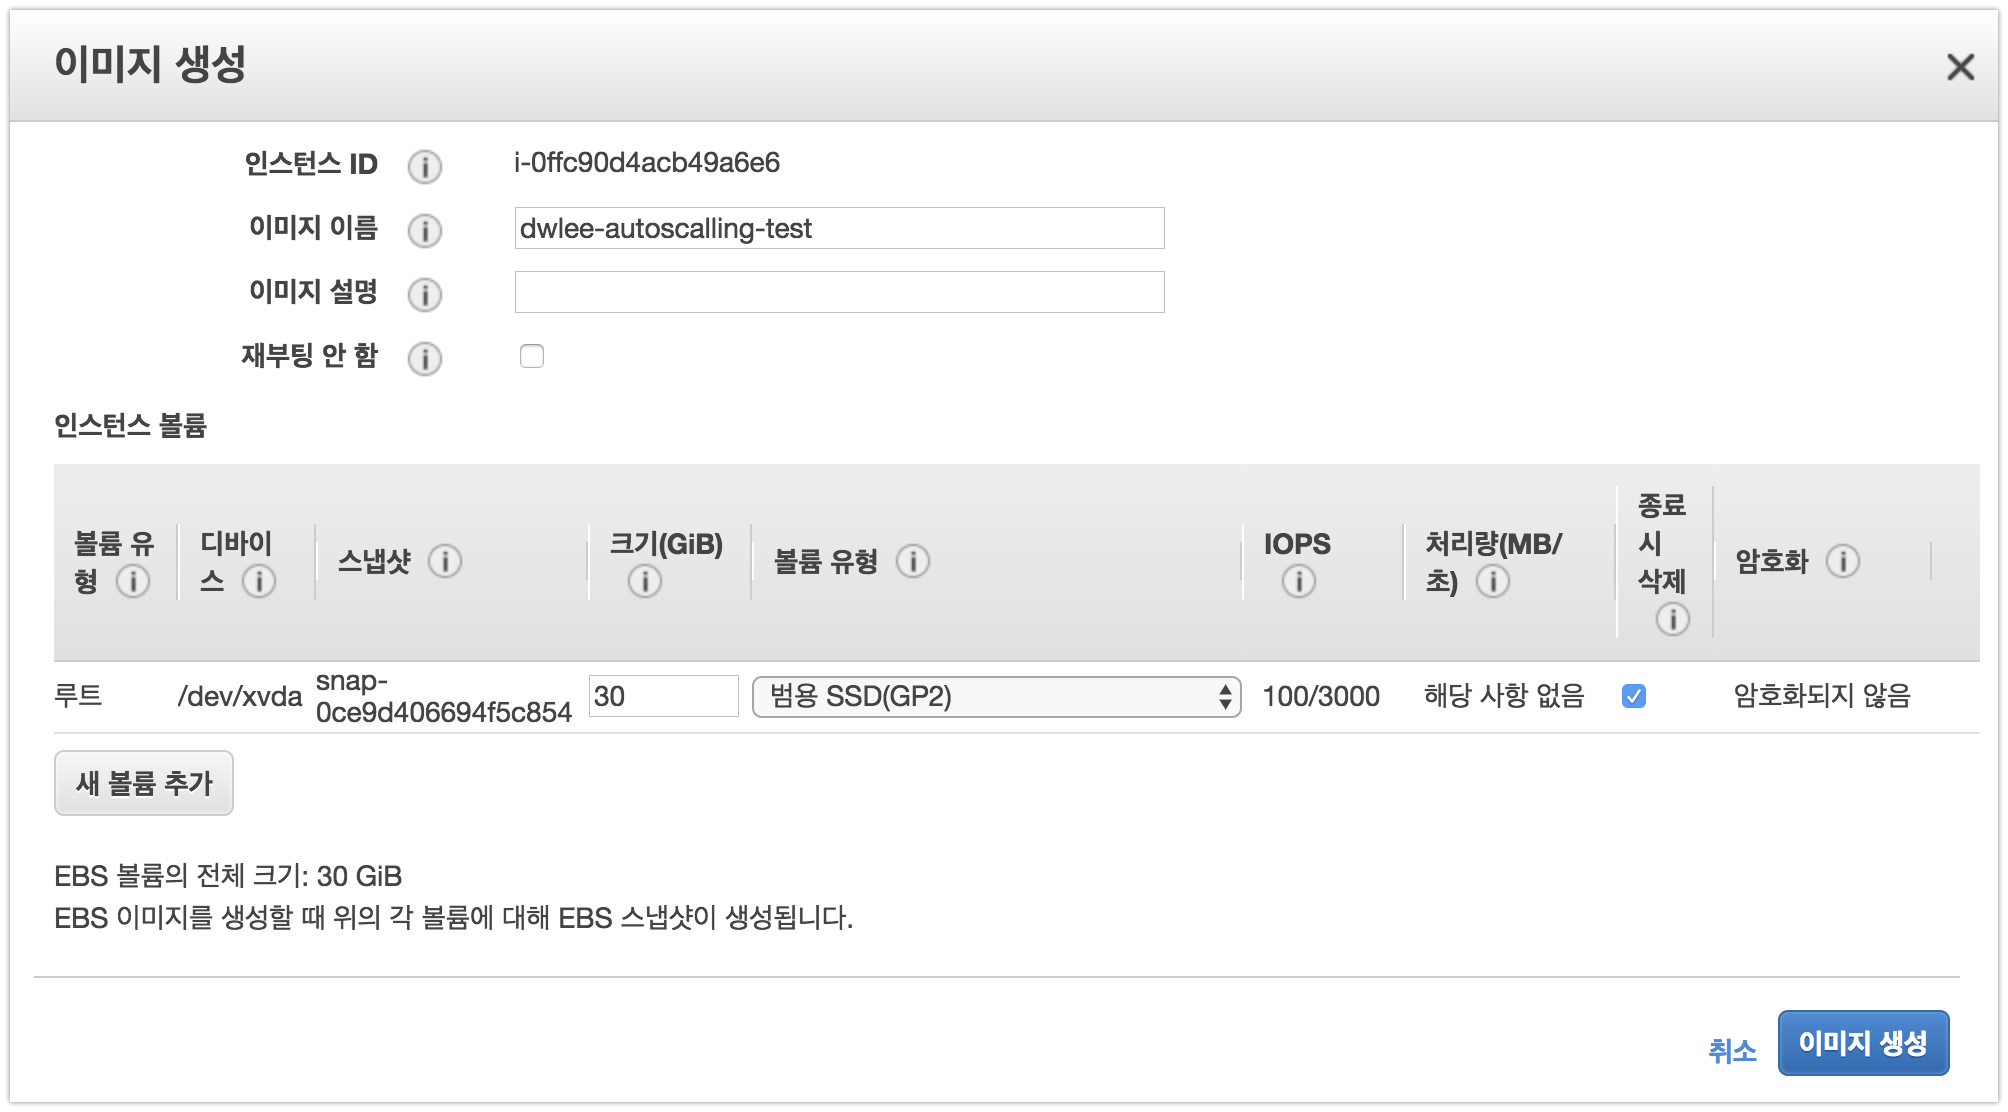 이미지 생성
인스턴스 ID
i-0ffc90d4acb49a6e6
이미지 이름
dwlee-autoscalling-test
이미지 설명
재부팅 안 함
인스턴스 볼륨
볼륨 유
형
디바이
스
스냅샷
크기(GiB)
볼륨 유형
IOPS
처리량(MB/
초)
종료
시
삭제
암호화
루트
/dev/xvda
snap-
0ce9d406694f5c854
30
범용 SSD(GP2)
100/3000
해당 사항 없음
암호화되지 않음
새 볼륨 추가
EBS 볼륨의 전체 크기: 30 GiB
EBS 이미지를 생성할 때 위의 각 볼륨에 대해 EBS 스냅샷이 생성됩니다.
취소
이미지 생성